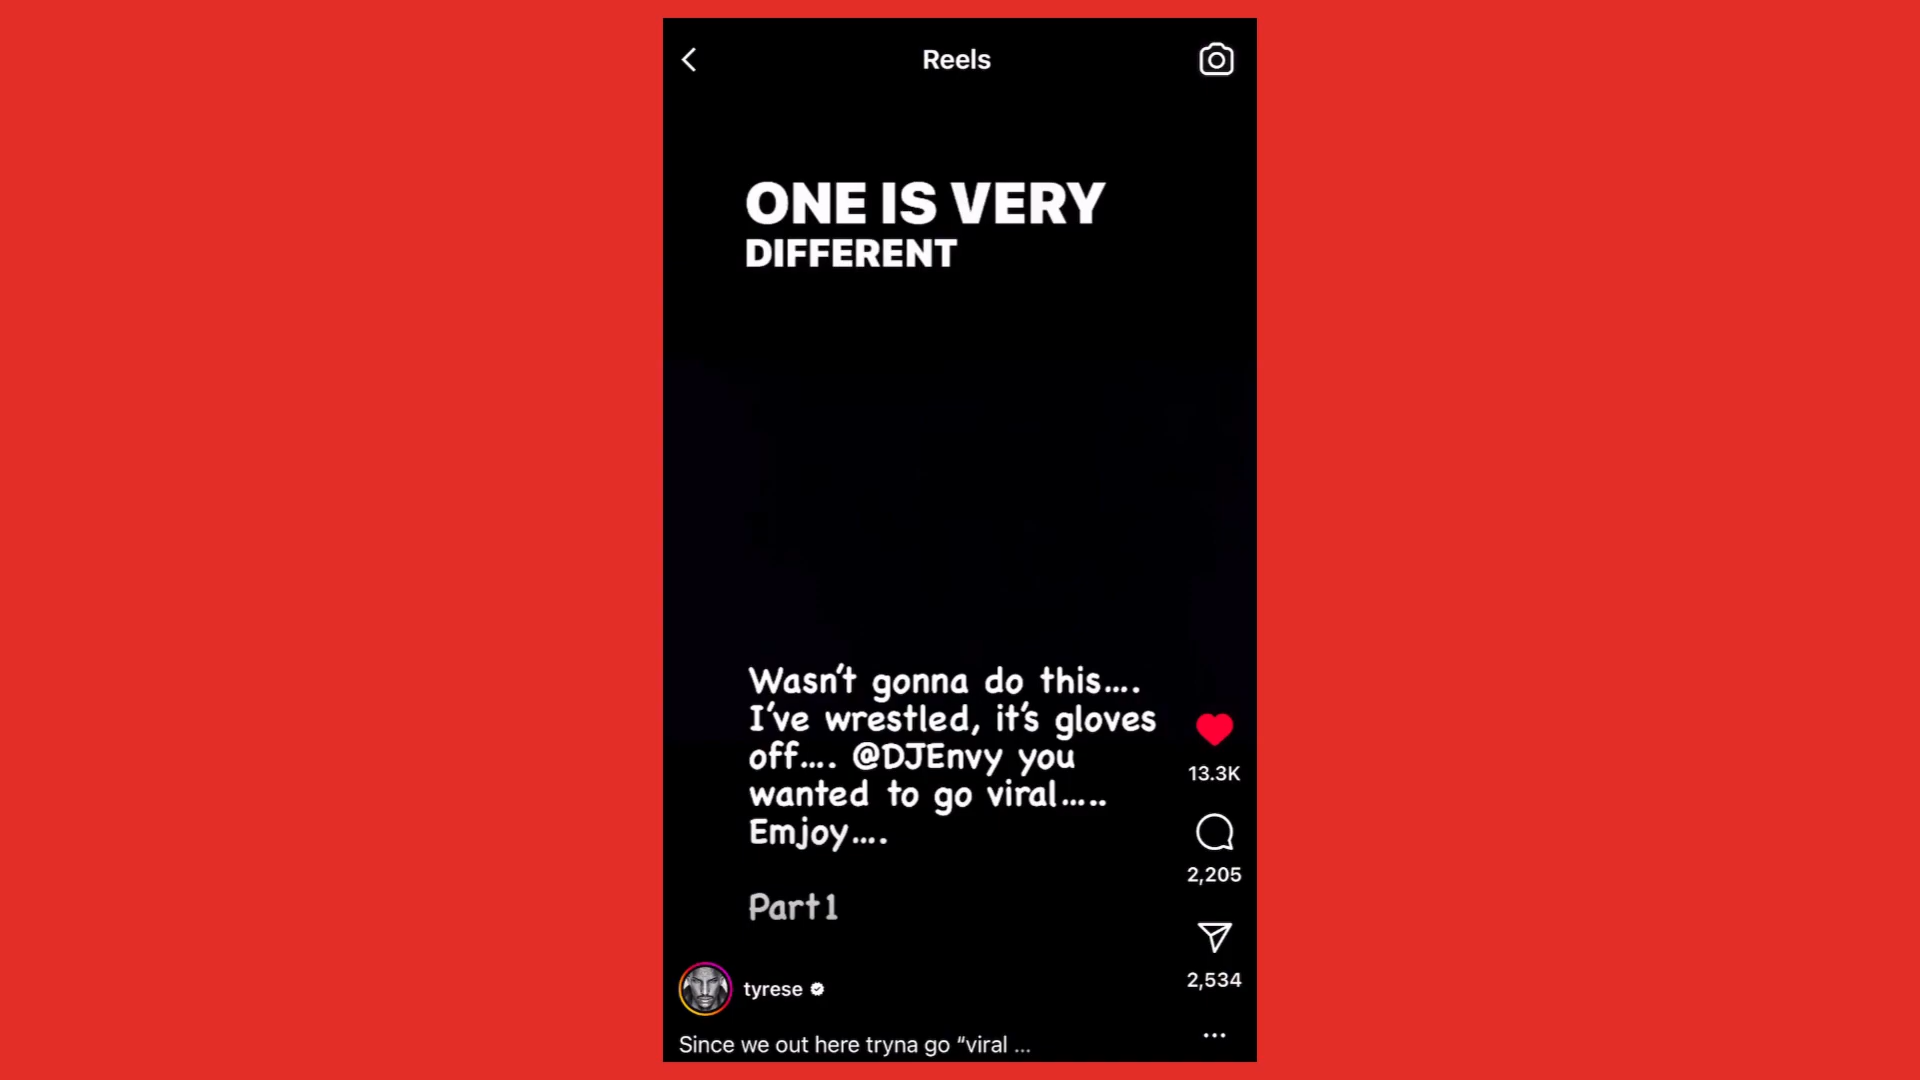 Reels
ONE IS VERY
DIFFERENT
Wasn't gonna do this....
I've wrestled, it's gloves
off.... @DJEnvy you
wanted to go viral.....
Emjoy....
Part 1
13.3K
2,205
2,534
tyrese
Since we out here tryna go “viral ...